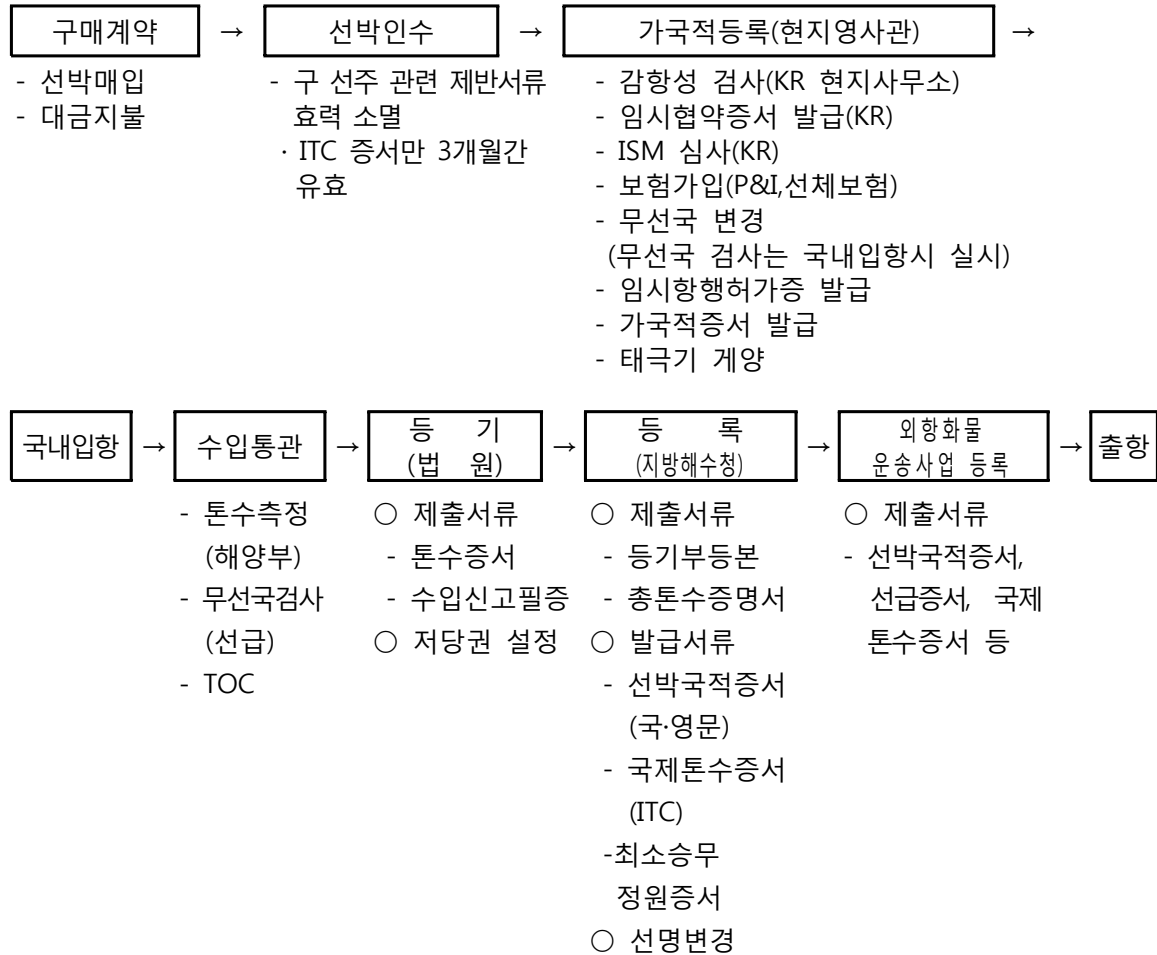 구매계약 → 선박인수 → 가국적등록(현지영사관) →
- 선박매입
- 대금지불
- 구 선주 관련 제반서류
효력 소멸
· ITC 증서만 3개월간
유효
- 감항성 검사(KR 현지사무소)
- 임시협약증서 발급(KR)
- ISM 심사(KR)
- 보험가입(P&I,선체보험)
- 무선국 변경
(무선국 검사는 국내입항시 실시)
- 임시항행허가증 발급
- 가국적증서 발급
- 태극기 게양
국내입항 → 수입통관 → 등 기 (법 원) → 등 록 (지방해수청) → 외항화물 운송사업 등록 → 출항
- 톤수측정
(해양부)
- 무선국검사
(선급)
- TOC
○ 제출서류
- 톤수증서
- 수입신고필증
○ 저당권 설정
○ 제출서류
- 등기부등본
- 총톤수증명서
○ 발급서류
- 선박국적증서
(국·영문)
- 국제톤수증서
(ITC)
-최소승무
정원증서
○ 선명변경
○ 제출서류
- 선박국적증서,
선급증서, 국제
톤수증서 등